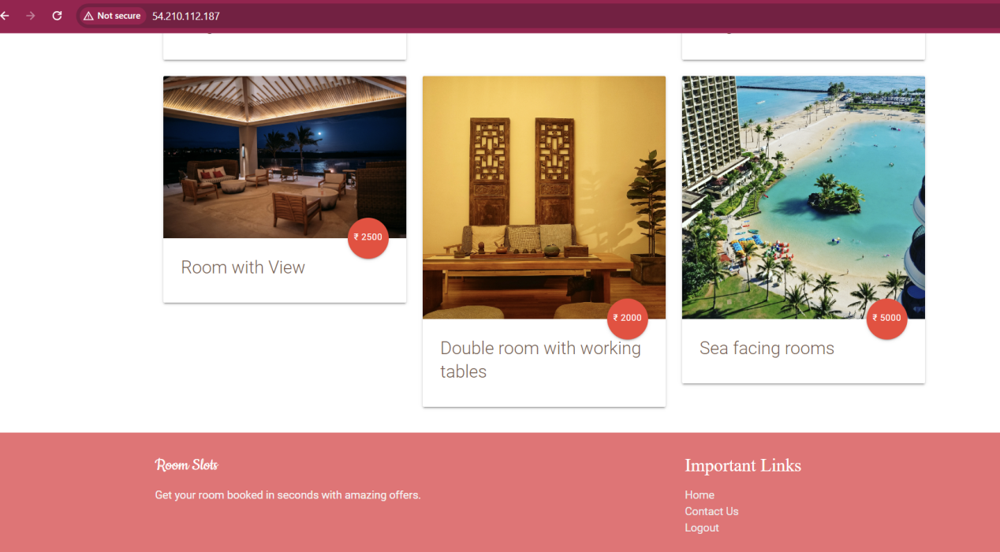 Not secure
54.210.112.187
₹ 2500
Room with View
₹ 2000
Double room with working
tables
₹ 5000
Sea facing rooms
Room Slots
Get your room booked in seconds with amazing offers.
Important Links
Home
Contact Us
Logout